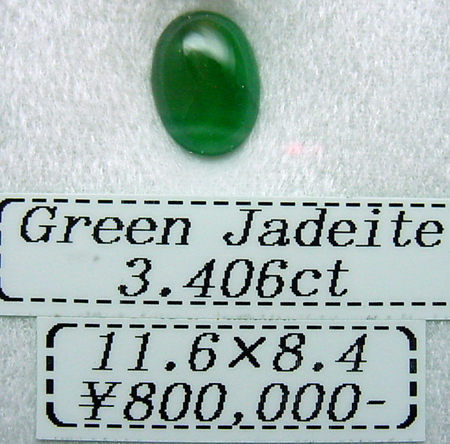 Green Jadeite
3.406ct
11.6×8.4
¥800,000-